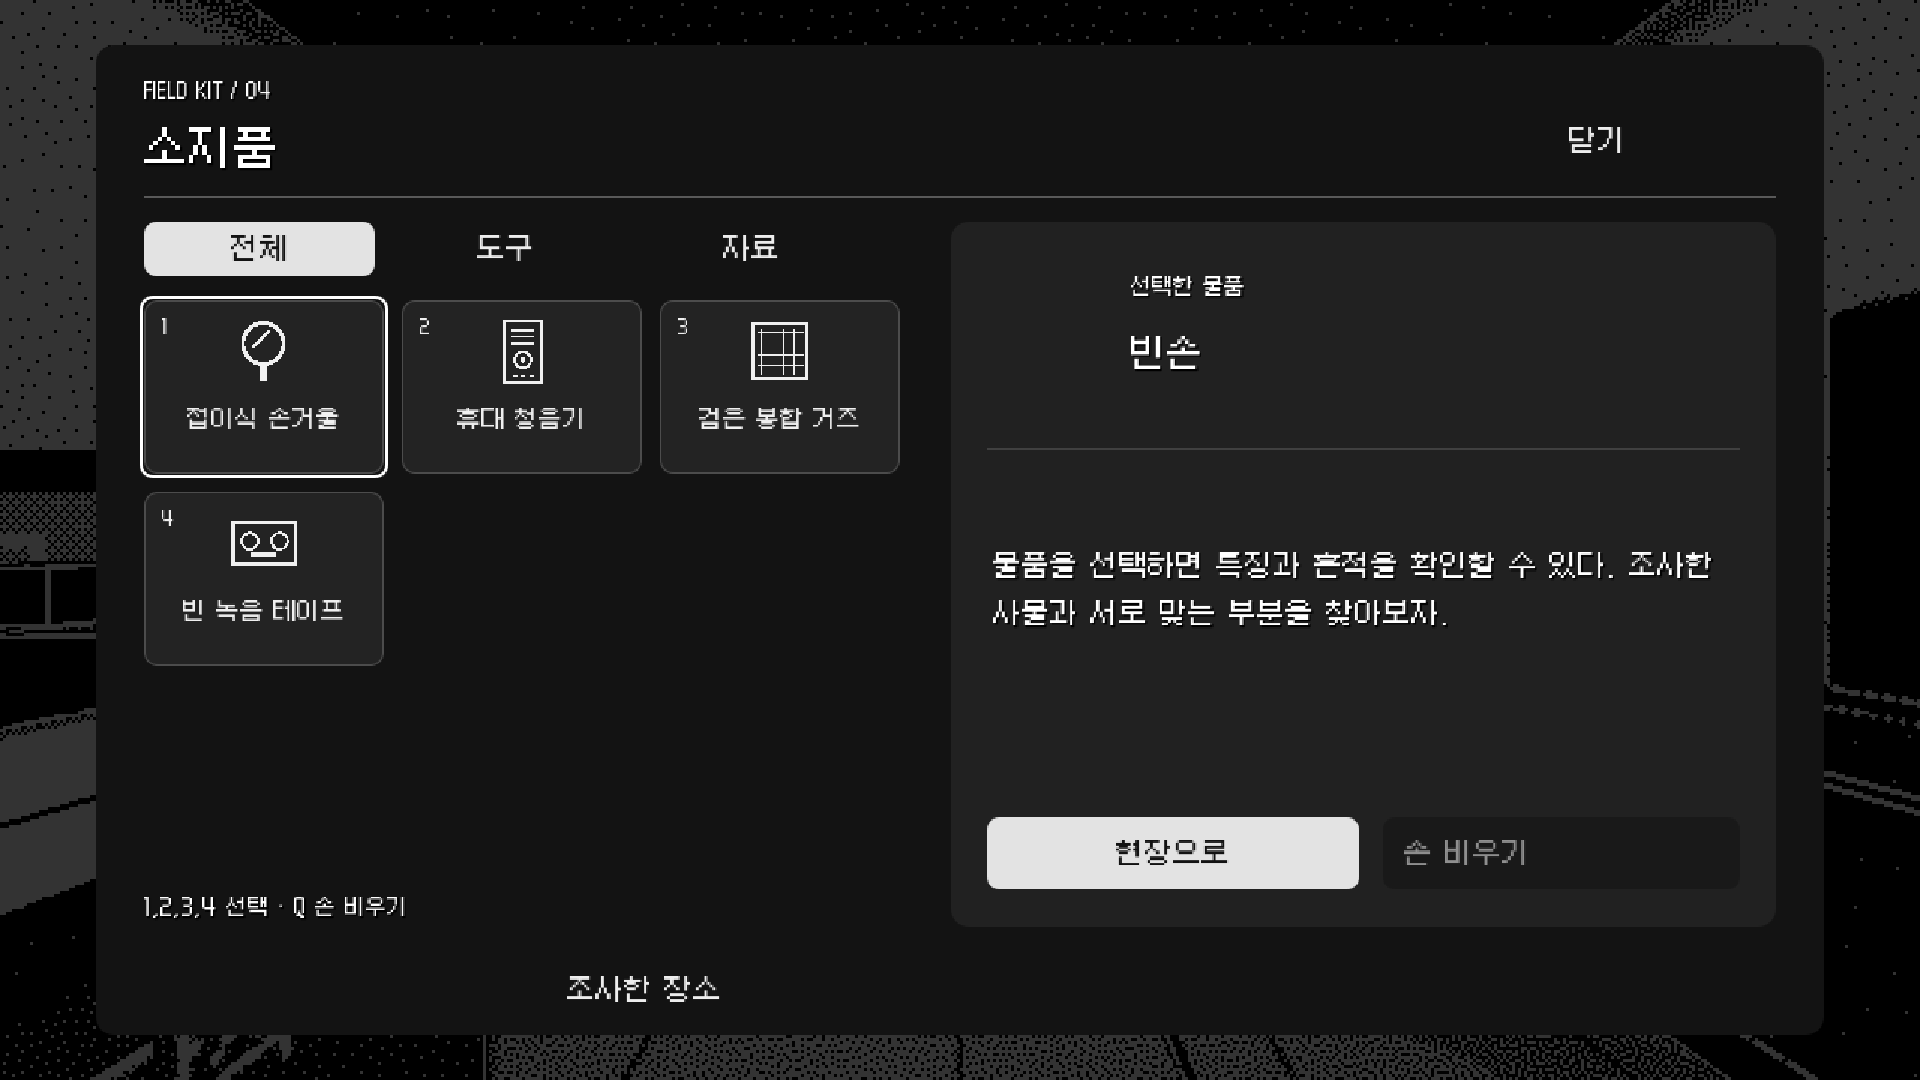 FIELD KIT / 04
소지품
닫기
전체
도구
자료
1
접이식 손거울
2
휴대 청음기
3
검은 봉합 거즈
4
빈 녹음 테이프
1,2,3,4 선택 · Q 손 비우기
조사한 장소
선택한 물품
빈손
물품을 선택하면 특징과 흔적을 확인할 수 있다. 조사한
사물과 서로 맞는 부분을 찾아보자.
현장으로
손 비우기